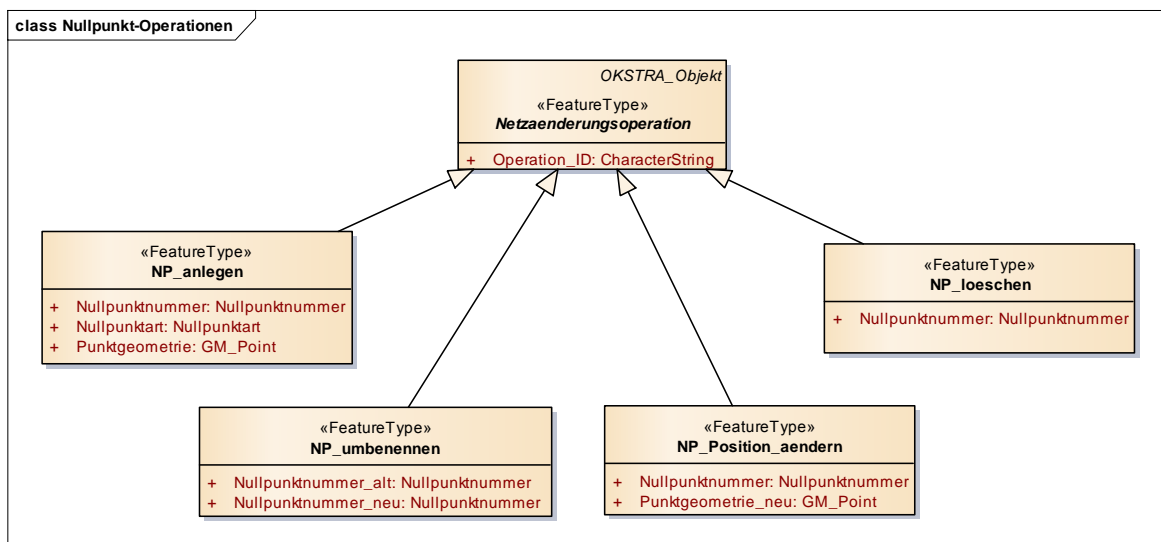 class Nullpunkt-Operationen
OKSTRA_Objekt
«FeatureType»
Netzaenderungsoperation
+ Operation_ID: CharacterString
«FeatureType»
NP_anlegen
+ Nullpunktnummer: Nullpunktnummer
+ Nullpunktart: Nullpunktart
+ Punktgeometrie: GM_Point
«FeatureType»
NP_loeschen
+ Nullpunktnummer: Nullpunktnummer
«FeatureType»
NP_umbenennen
+ Nullpunktnummer_alt: Nullpunktnummer
+ Nullpunktnummer_neu: Nullpunktnummer
«FeatureType»
NP_Position_aendern
+ Nullpunktnummer: Nullpunktnummer
+ Punktgeometrie_neu: GM_Point